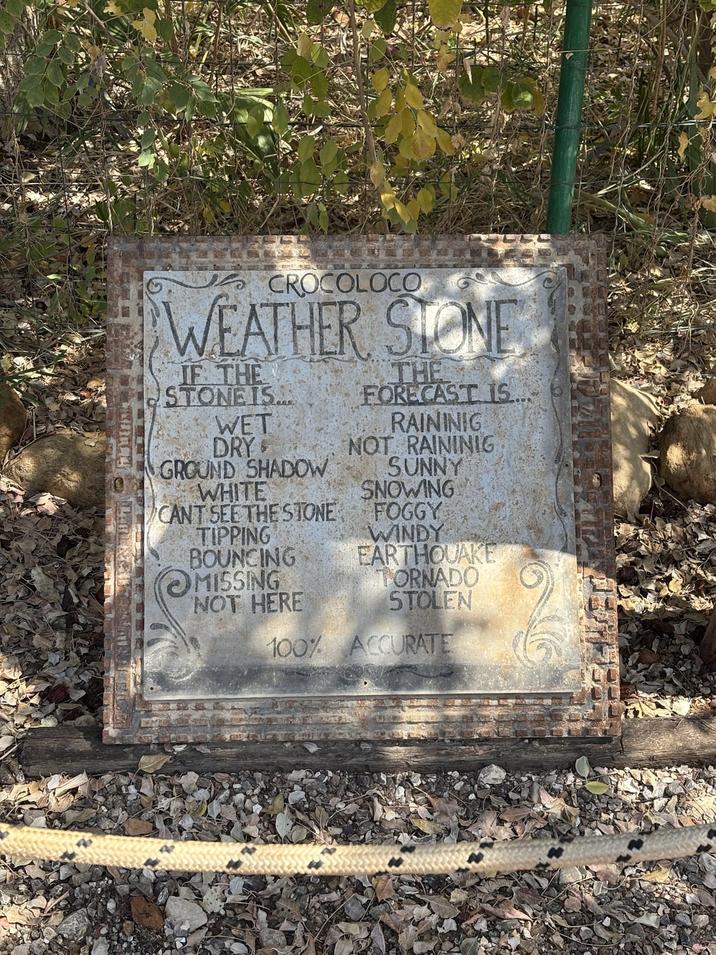 CROCOLOCO
WEATHER STONE
IF THE THE
STONE IS... FORECAST IS...
WET RAININIG
DRY NOT RAININIG
GROUND SHADOW SUNNY
WHITE SNOWING
CANT SEE THE STONE FOGGY
TIPPING WINDY
BOUNCING EARTHQUAKE
MISSING TORNADO
NOT HERE STOLEN
100% ACCURATE